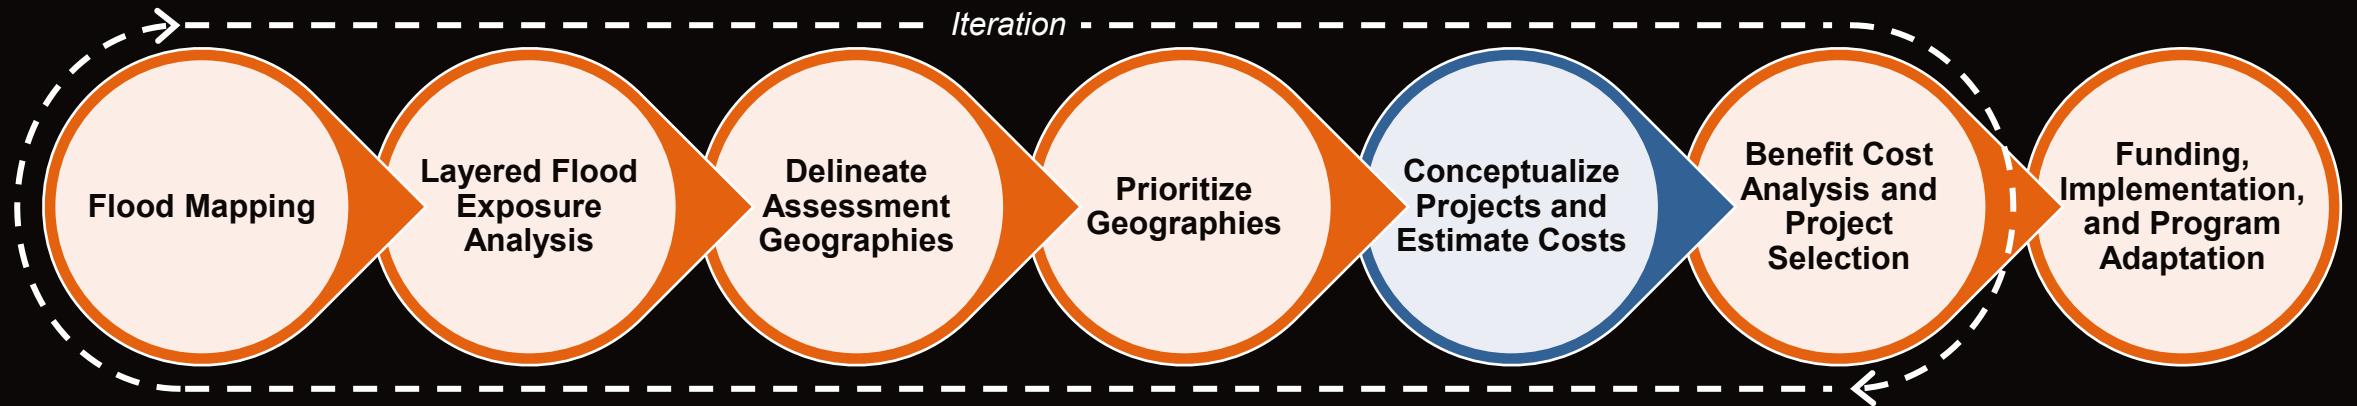 Iteration
Flood Mapping
Layered Flood
Exposure
Analysis
Delineate
Assessment
Geographies
Prioritize
Geographies
Conceptualize
Projects and
Estimate Costs
Benefit Cost
Analysis and
Project
Selection
Funding,
Implementation,
and Program
Adaptation